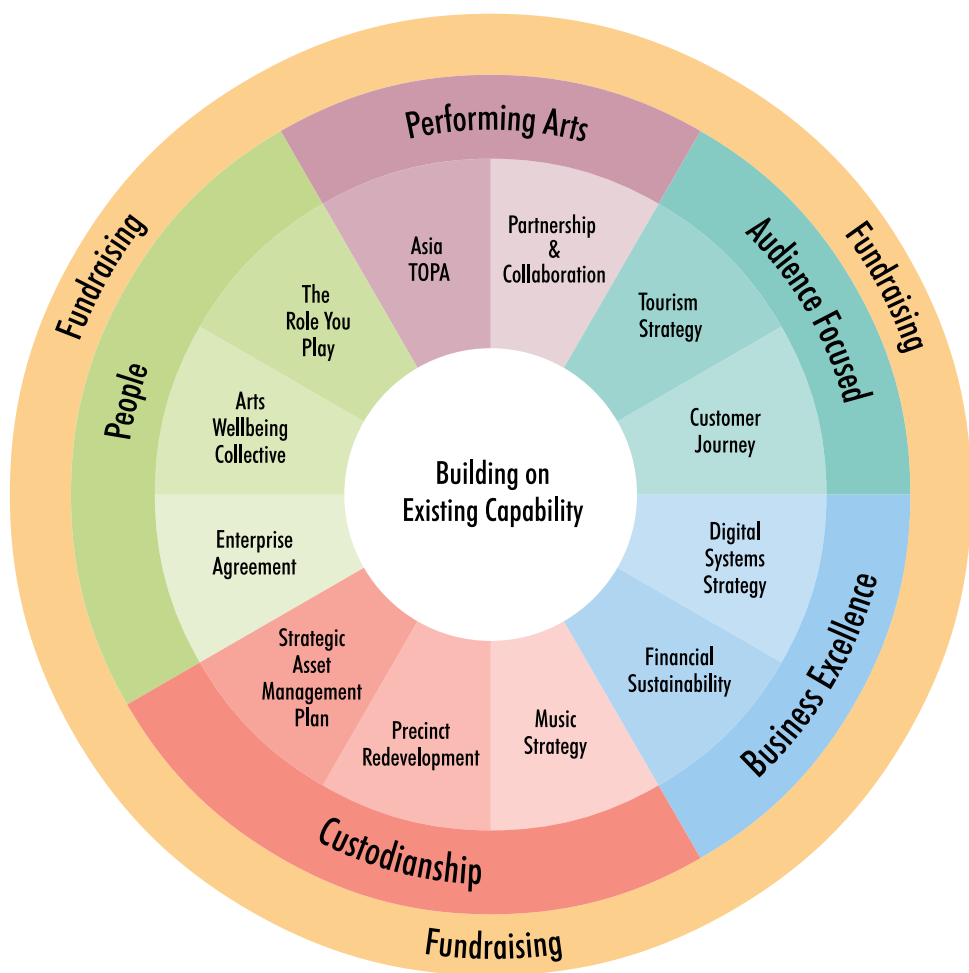 Performing Arts
Asia
TOPA
Partnership
&
Collaboration
Audience Focused
Tourism
Strategy
Customer
Journey
Business Excellence
Digital
Systems
Strategy
Financial
Sustainability
Custodianship
Music
Strategy
Precinct
Redevelopment
Strategic
Asset
Management
Plan
People
Enterprise
Agreement
Arts
Wellbeing
Collective
The
Role You
Play
Building on
Existing Capability
Fundraising
Fundraising
Fundraising